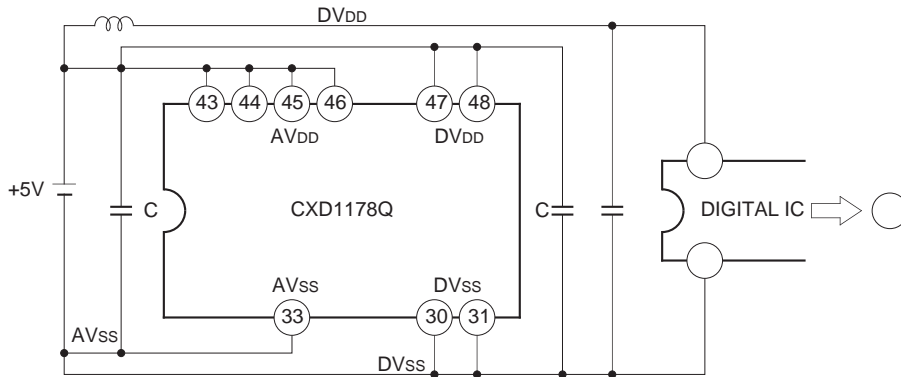 DVDD
43 44 45 46 47 48
AVDD DVDD
+5V C CXD1178Q C DIGITAL IC
AVSS DVSS
33 30 31
AVSS
DVSS